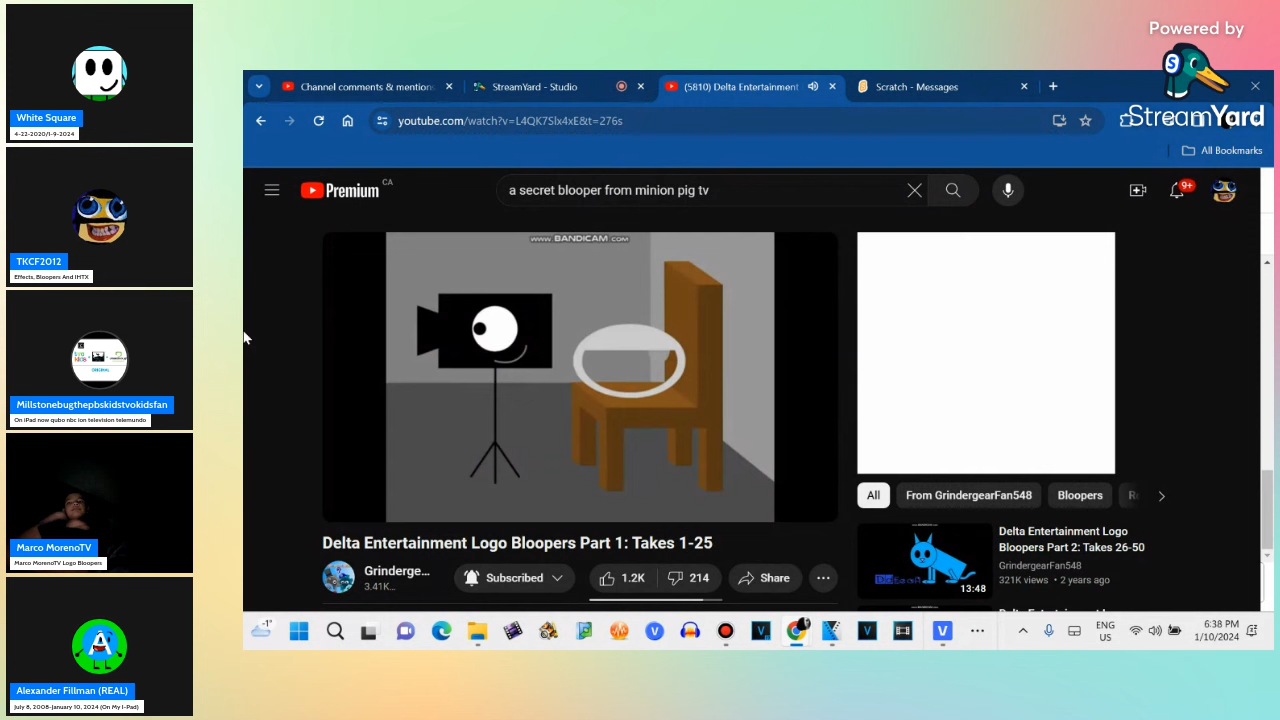 Powered by
StreamYard
White Square
4-22-2020/1-9-2024
TKCF2012
Effects, Bloopers And IHTX
Millstonebugthepbskidstvokidsfan
On iPad now qubo nbc ion television telemundo
Marco MorenoTV
Marco MorenoTV Logo Bloopers
Alexander Fillman (REAL)
July 8, 2008-January 10, 2024 (On My I-Pad)
Channel comments & mentions
StreamYard - Studio
(5810) Delta Entertainment
Scratch - Messages
youtube.com/watch?v=L4QK7Slx4xE&t=276s
All Bookmarks
Premium CA
a secret blooper from minion pig tv
9+
www.BANDICAM.com
Delta Entertainment Logo Bloopers Part 1: Takes 1-25
Grinderge...
3.41K...
Subscribed
1.2K
214
Share
All
From GrindergearFan548
Bloopers
Delta Entertainment Logo
Bloopers Part 2: Takes 26-50
GrindergearFan548
321K views • 2 years ago
13:48
-1°
ENG
US
6:38 PM
1/10/2024